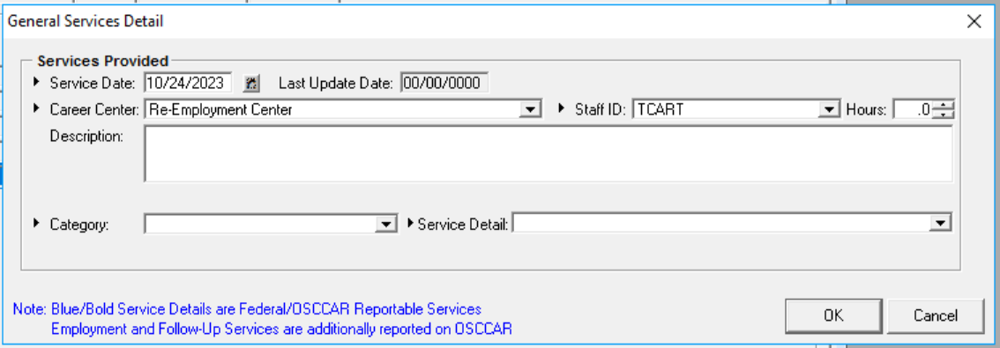 General Services Detail
Services Provided
Service Date: 10/24/2023 Last Update Date: 00/00/0000
Career Center: Re-Employment Center Staff ID: TCART Hours: .0
Description:
Category: Service Detail:
Note: Blue/Bold Service Details are Federal/OSCCAR Reportable Services
Employment and Follow-Up Services are additionally reported on OSCCAR
OK Cancel